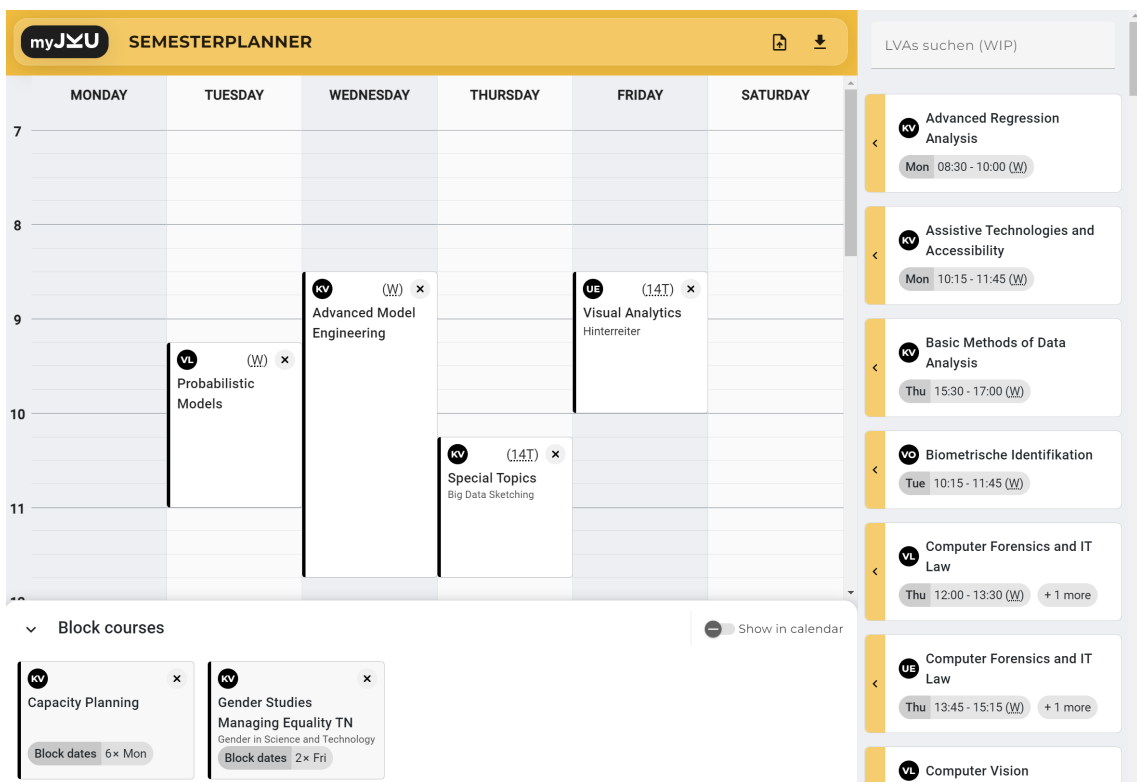 myJKU SEMESTERPLANNER
MONDAY TUESDAY WEDNESDAY THURSDAY FRIDAY SATURDAY
7
8
9
10
11
KV (W) ×
Advanced Model
Engineering
UE (14T) ×
Visual Analytics
Hinterreiter
VL (W) ×
Probabilistic
Models
KV (14T) ×
Special Topics
Big Data Sketching
Block courses
Show in calendar
KV ×
Capacity Planning
Block dates 6× Mon
KV ×
Gender Studies
Managing Equality TN
Gender in Science and Technology
Block dates 2× Fri
LVAs suchen (WIP)
KV Advanced Regression
Analysis
Mon 08:30 - 10:00 (W)
KV Assistive Technologies and
Accessibility
Mon 10:15 - 11:45 (W)
KV Basic Methods of Data
Analysis
Thu 15:30 - 17:00 (W)
VO Biometrische Identifikation
Tue 10:15 - 11:45 (W)
VL Computer Forensics and IT
Law
Thu 12:00 - 13:30 (W) + 1 more
UE Computer Forensics and IT
Law
Thu 13:45 - 15:15 (W) + 1 more
VL Computer Vision